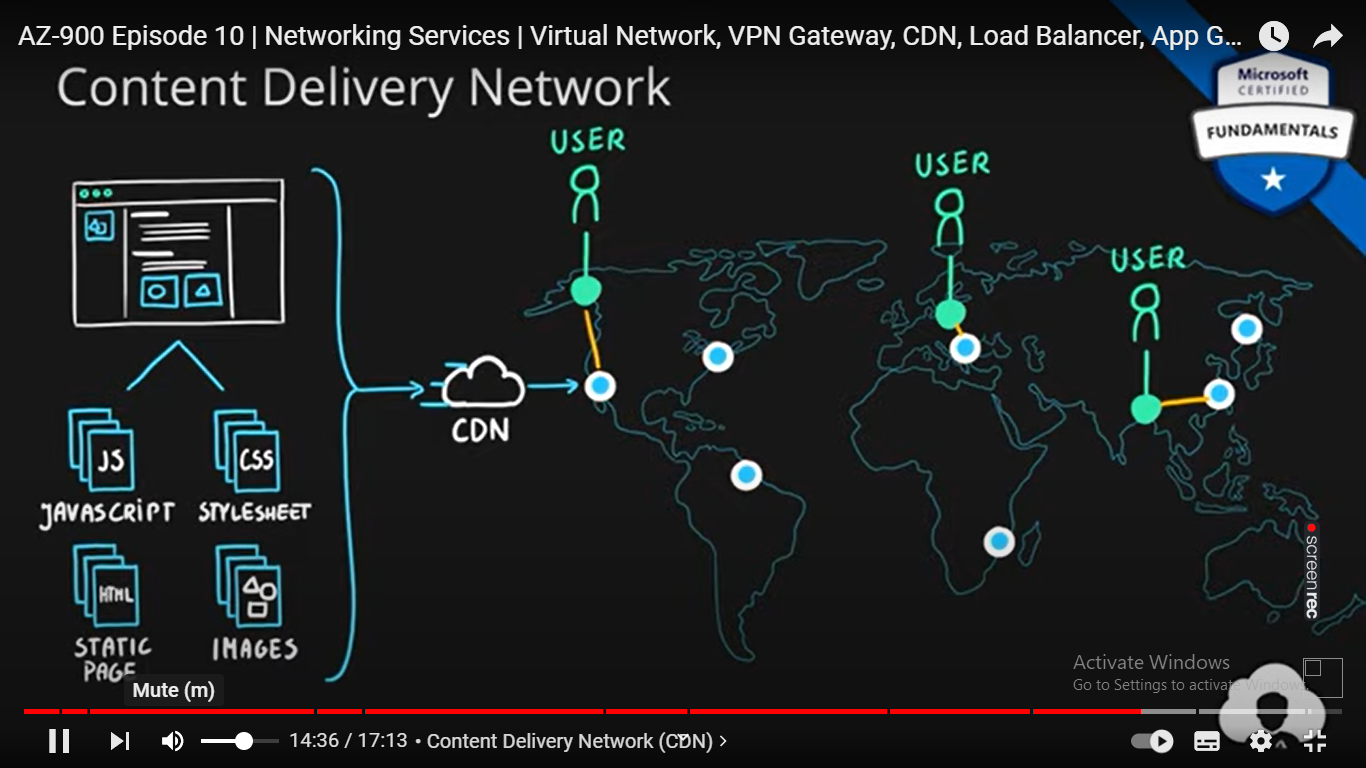 AZ-900 Episode 10 | Networking Services | Virtual Network, VPN Gateway, CDN, Load Balancer, App G...
Content Delivery Network
Microsoft
CERTIFIED
FUNDAMENTALS
USER
USER
USER
CDN
JS
CSS
JAVASCRIPT
STYLESHEET
HTML
STATIC
PAGE
IMAGES
screenrec
Activate Windows
Go to Settings to activate Windows.
Mute (m)
14:36 / 17:13 • Content Delivery Network (CDN) >